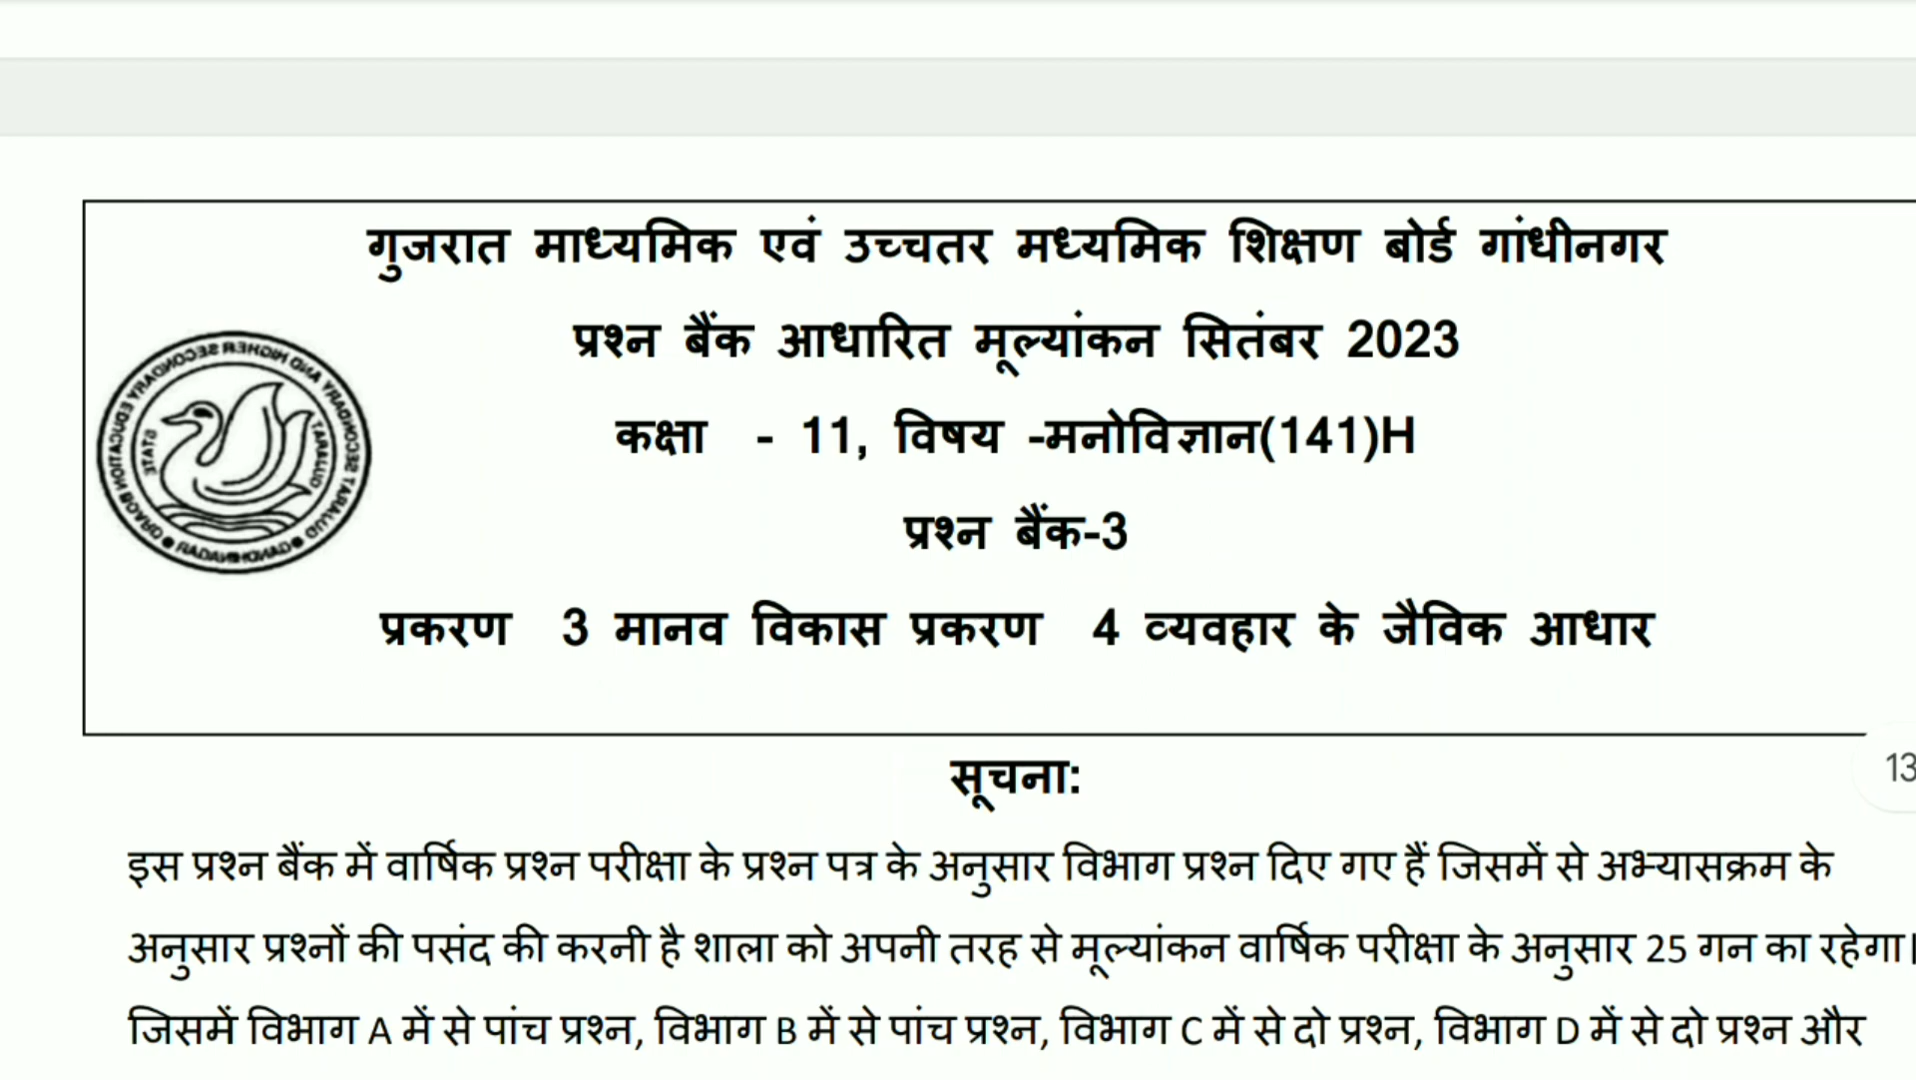 गुजरात माध्यमिक एवं उच्चतर मध्यमिक शिक्षण बोर्ड गांधीनगर
प्रश्न बैंक आधारित मूल्यांकन सितंबर 2023
कक्षा - 11, विषय -मनोविज्ञान(141)H
प्रश्न बैंक-3
प्रकरण 3 मानव विकास प्रकरण 4 व्यवहार के जैविक आधार
सूचना:
13
इस प्रश्न बैंक में वार्षिक प्रश्न परीक्षा के प्रश्न पत्र के अनुसार विभाग प्रश्न दिए गए हैं जिसमें से अभ्यासक्रम के
अनुसार प्रश्नों की पसंद की करनी है शाला को अपनी तरह से मूल्यांकन वार्षिक परीक्षा के अनुसार 25 गन का रहेगा|
जिसमें विभाग A में से पांच प्रश्न, विभाग B में से पांच प्रश्न, विभाग C में से दो प्रश्न, विभाग D में से दो प्रश्न और